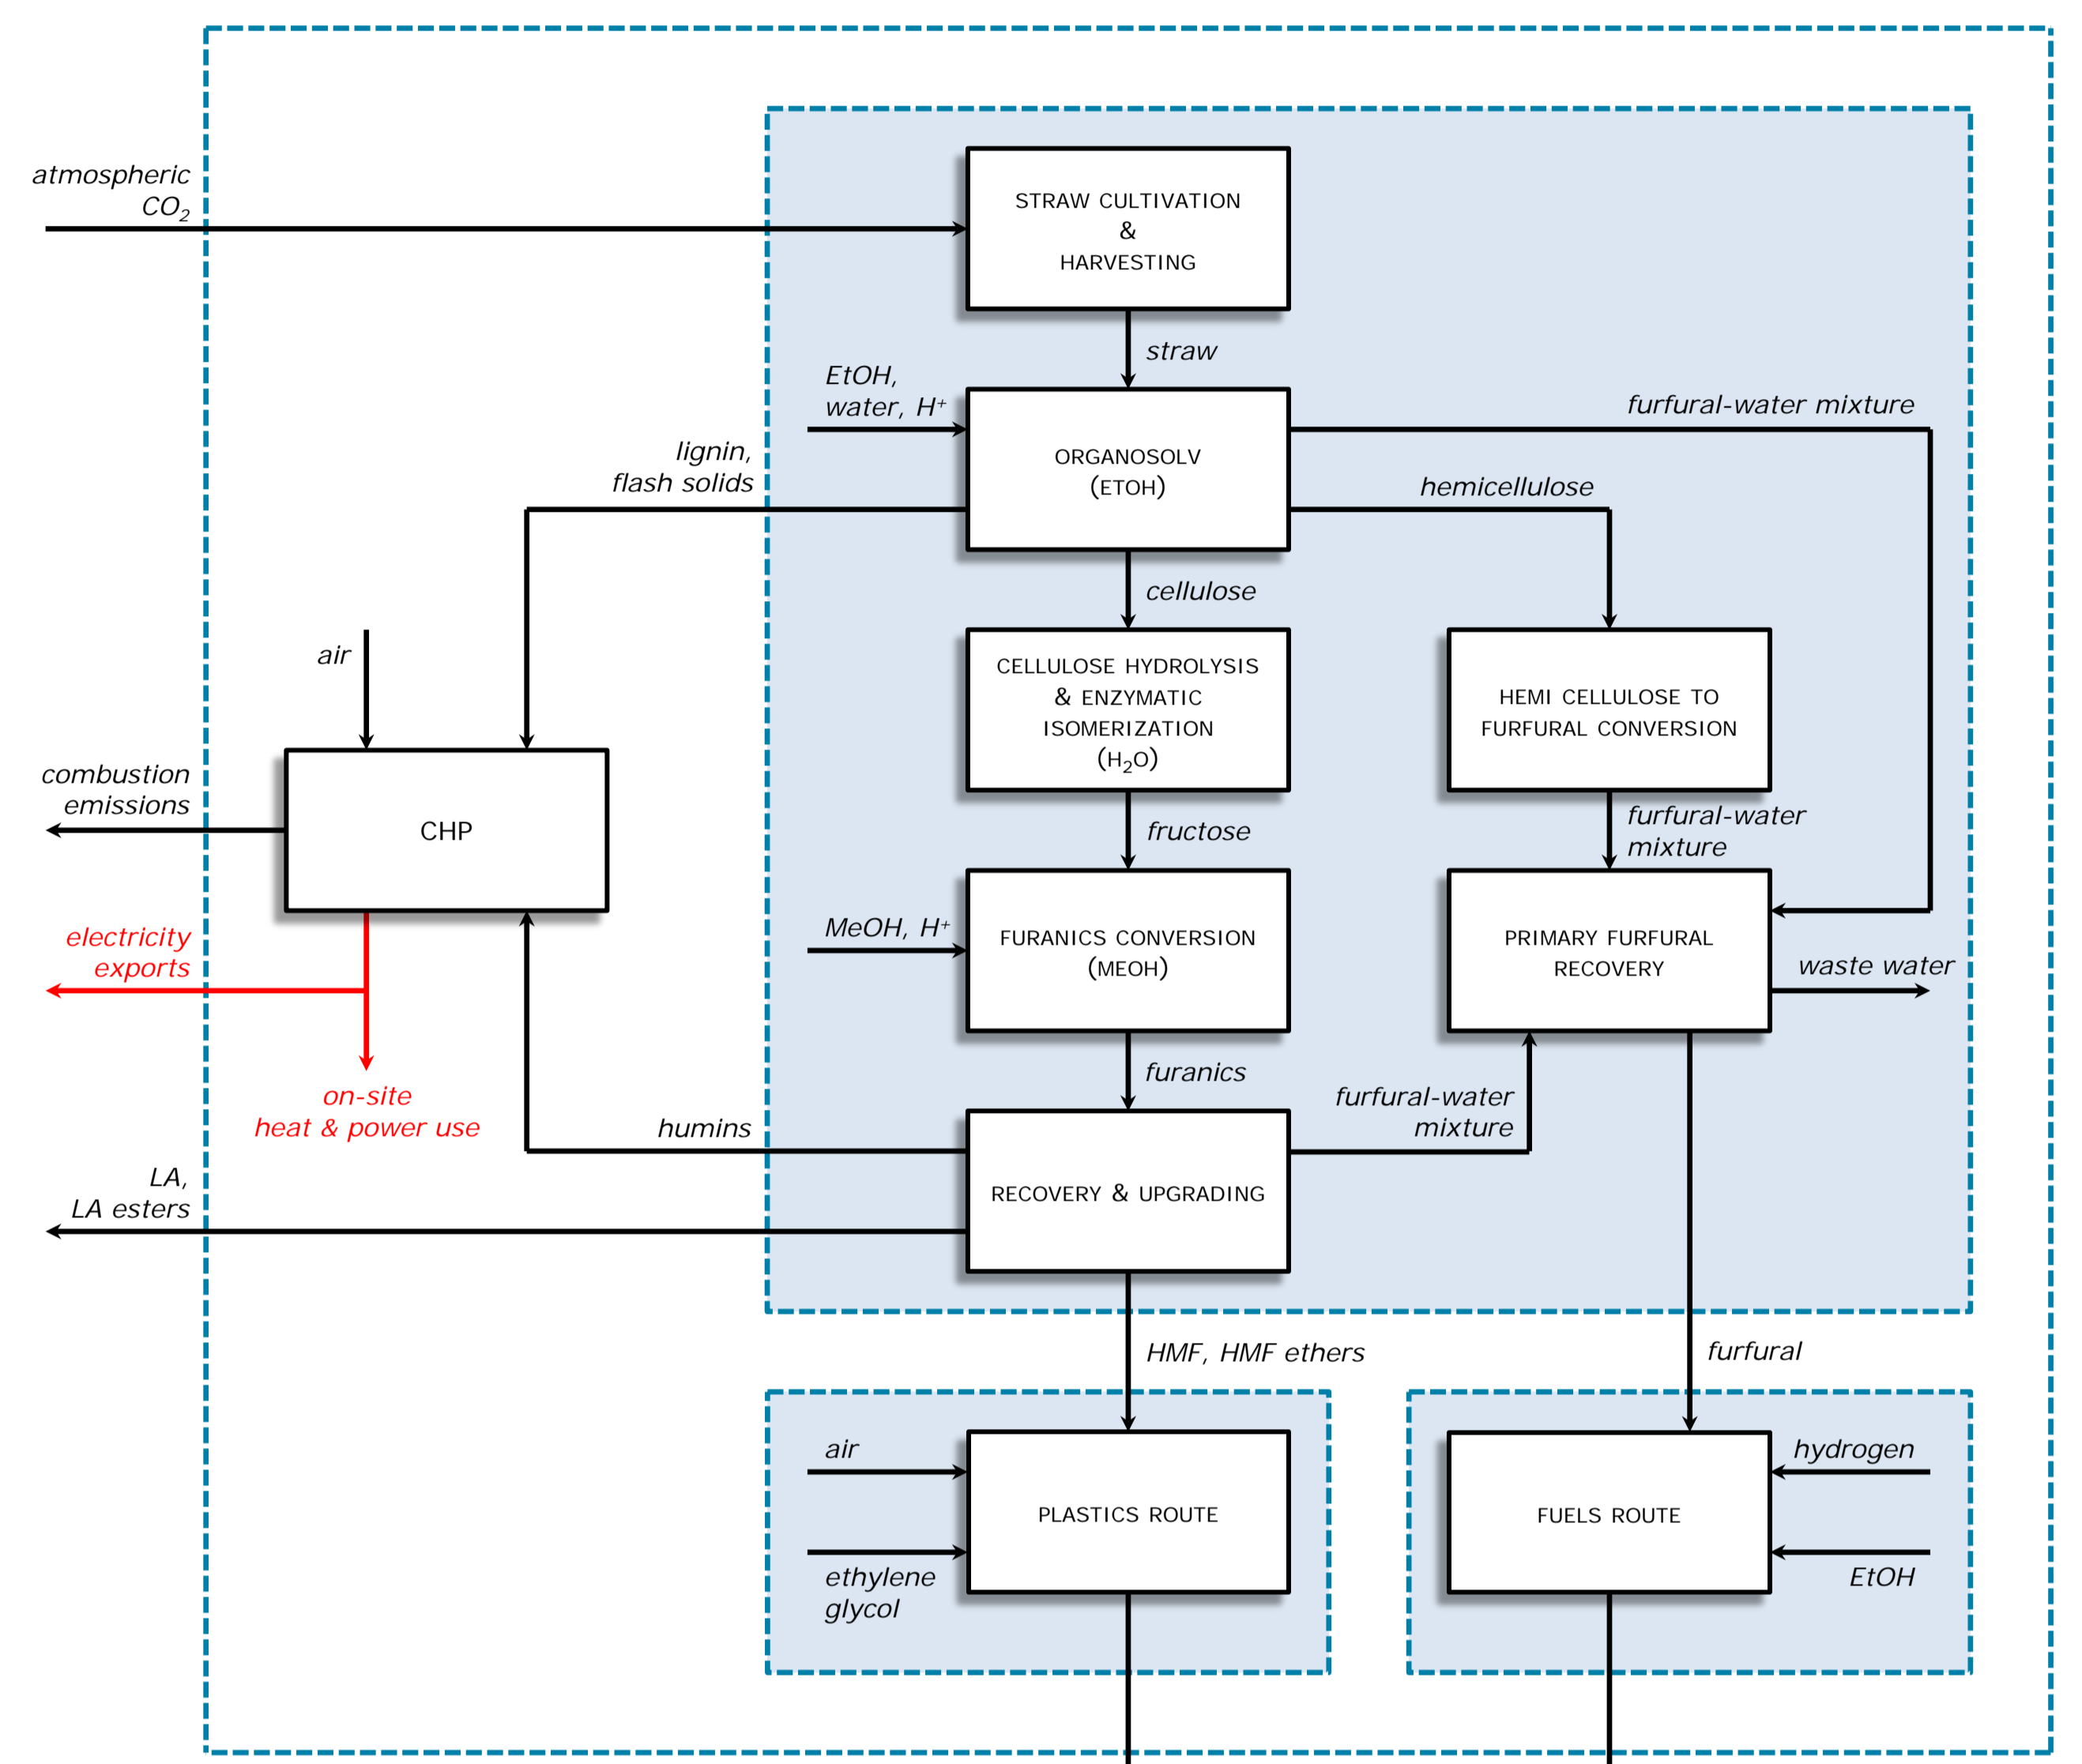 atmospheric
CO₂
STRAW CULTIVATION
&
HARVESTING
straw
EtOH,
water, H⁺
furfural-water mixture
lignin,
flash solids
ORGANOSOLV
(ETOH)
hemicellulose
cellulose
air
CELLULOSE HYDROLYSIS
& ENZYMATIC
ISOMERIZATION
(H₂O)
HEMI CELLULOSE TO
FURFURAL CONVERSION
combustion
emissions
CHP
fructose
furfural-water
mixture
electricity
exports
MeOH, H⁺
FURANICS CONVERSION
(MEOH)
PRIMARY FURFURAL
RECOVERY
waste water
on-site
heat & power use
furanics
furfural-water
mixture
humins
LA,
LA esters
RECOVERY & UPGRADING
HMF, HMF ethers
furfural
air
ethylene
glycol
PLASTICS ROUTE
FUELS ROUTE
hydrogen
EtOH